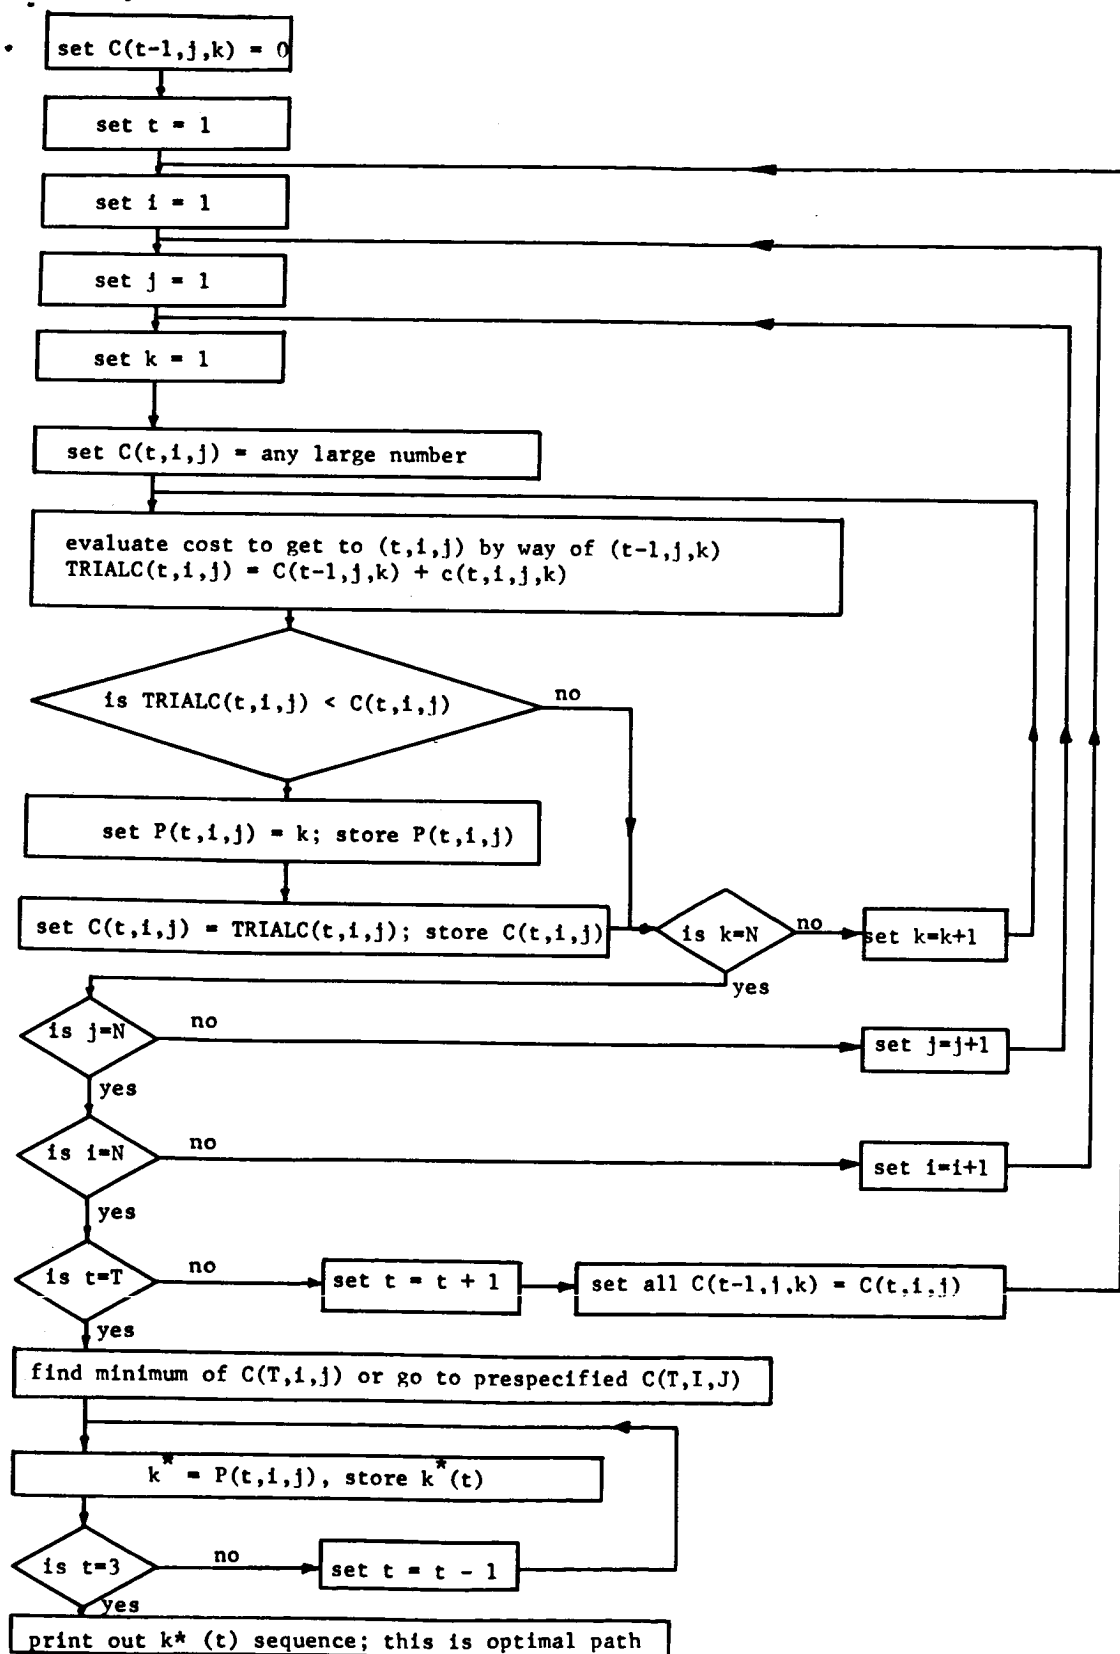 set C(t-1,j,k) = 0
set t = 1
set i = 1
set j = 1
set k = 1
set C(t,i,j) = any large number
evaluate cost to get to (t,i,j) by way of (t-1,j,k)
TRIALC(t,i,j) = C(t-1,j,k) + c(t,i,j,k)
is TRIALC(t,i,j) < C(t,i,j)
no
set P(t,i,j) = k; store P(t,i,j)
set C(t,i,j) = TRIALC(t,i,j); store C(t,i,j)
is k=N
no
set k=k+1
yes
is j=N
no
set j=j+1
yes
is i=N
no
set i=i+1
yes
is t=T
no
set t = t + 1
set all C(t-1,j,k) = C(t,i,j)
yes
find minimum of C(T,i,j) or go to prespecified C(T,I,J)
k* = P(t,i,j), store k*(t)
is t=3
no
set t = t - 1
yes
print out k* (t) sequence; this is optimal path